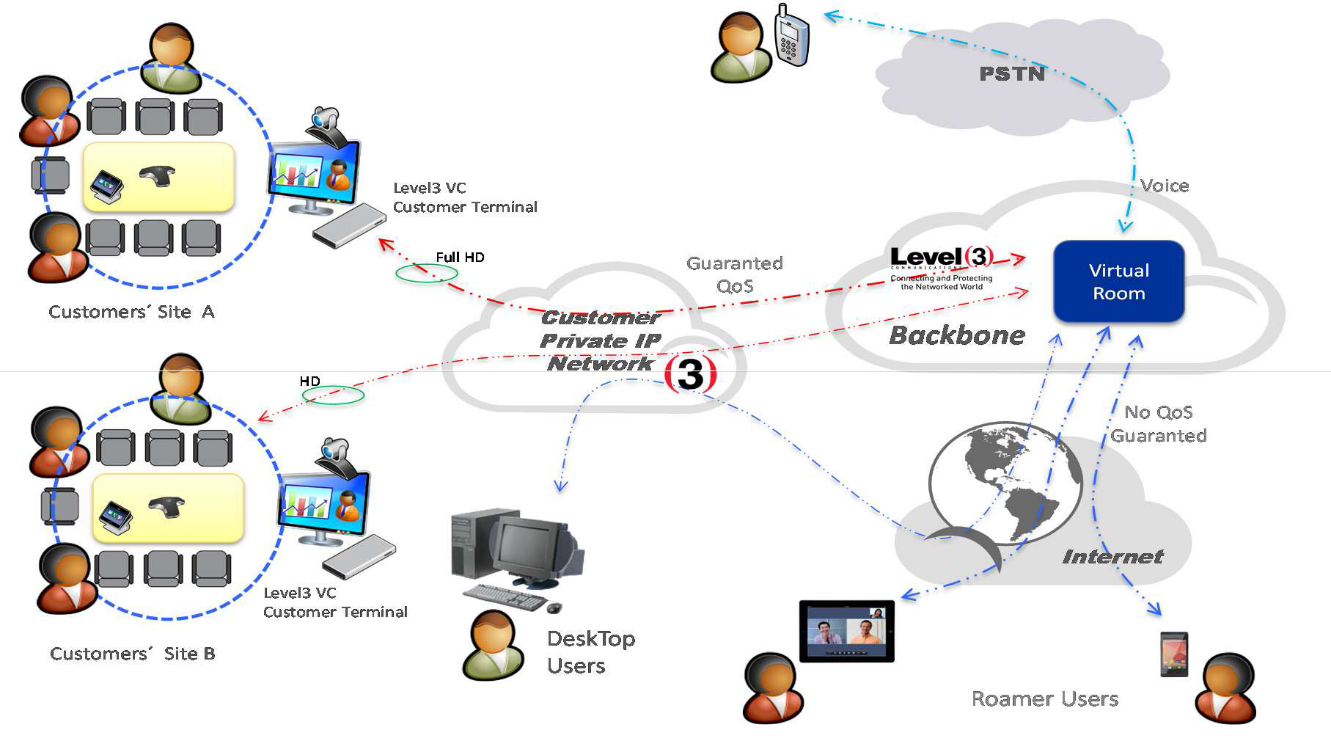 PSTN
Voice
Level3 VC
Customer Terminal
Full HD
Guaranted
QoS
Level(3)
COMMUNICATIONS
Connecting and Protecting
the Networked World
Virtual
Room
Customers´ Site A
Customer
Private IP
Network
(3)
Backbone
HD
No QoS
Guaranted
Internet
Level3 VC
Customer Terminal
Customers´ Site B
DeskTop
Users
Roamer Users